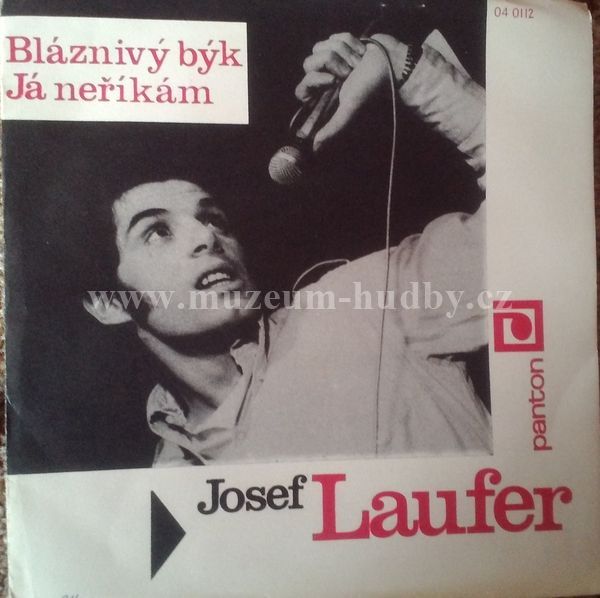 04 0112
Bláznivý býk
Já neříkám
www.muzeum-hudby.cz
panton
Josef Laufer